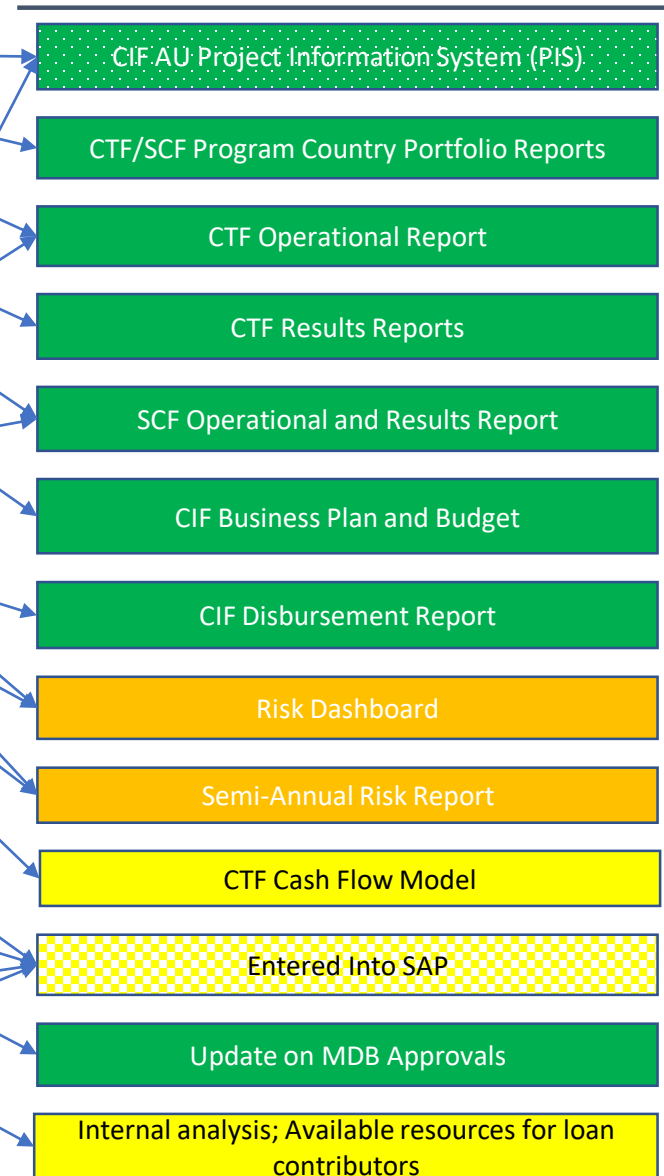 CIF AU Project Information System (PIS)
CTF/SCF Program Country Portfolio Reports
CTF Operational Report
CTF Results Reports
SCF Operational and Results Report
CIF Business Plan and Budget
CIF Disbursement Report
Risk Dashboard
Semi-Annual Risk Report
CTF Cash Flow Model
Entered Into SAP
Update on MDB Approvals
Internal analysis; Available resources for loan
contributors